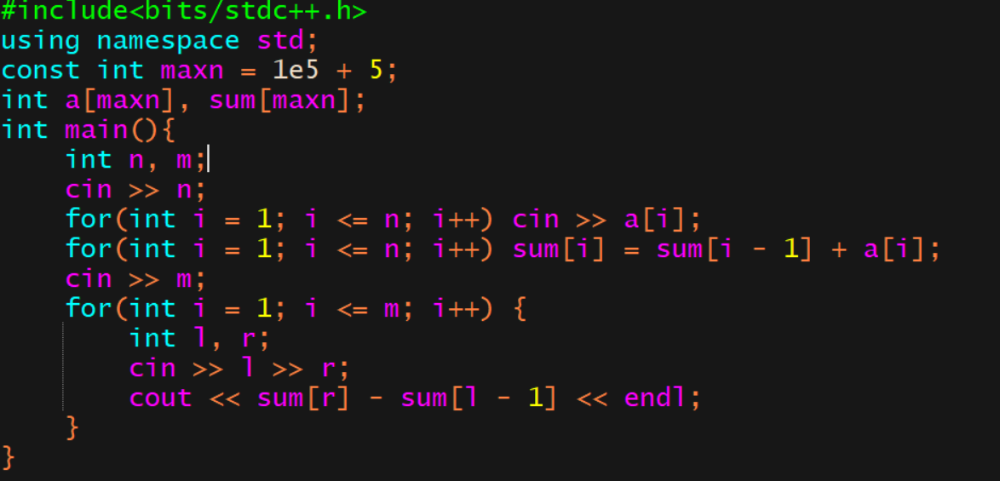 #include<bits/stdc++.h>
using namespace std;
const int maxn = 1e5 + 5;
int a[maxn], sum[maxn];
int main(){
    int n, m;
    cin >> n;
    for(int i = 1; i <= n; i++) cin >> a[i];
    for(int i = 1; i <= n; i++) sum[i] = sum[i - 1] + a[i];
    cin >> m;
    for(int i = 1; i <= m; i++) {
        int l, r;
        cin >> l >> r;
        cout << sum[r] - sum[l - 1] << endl;
    }
}